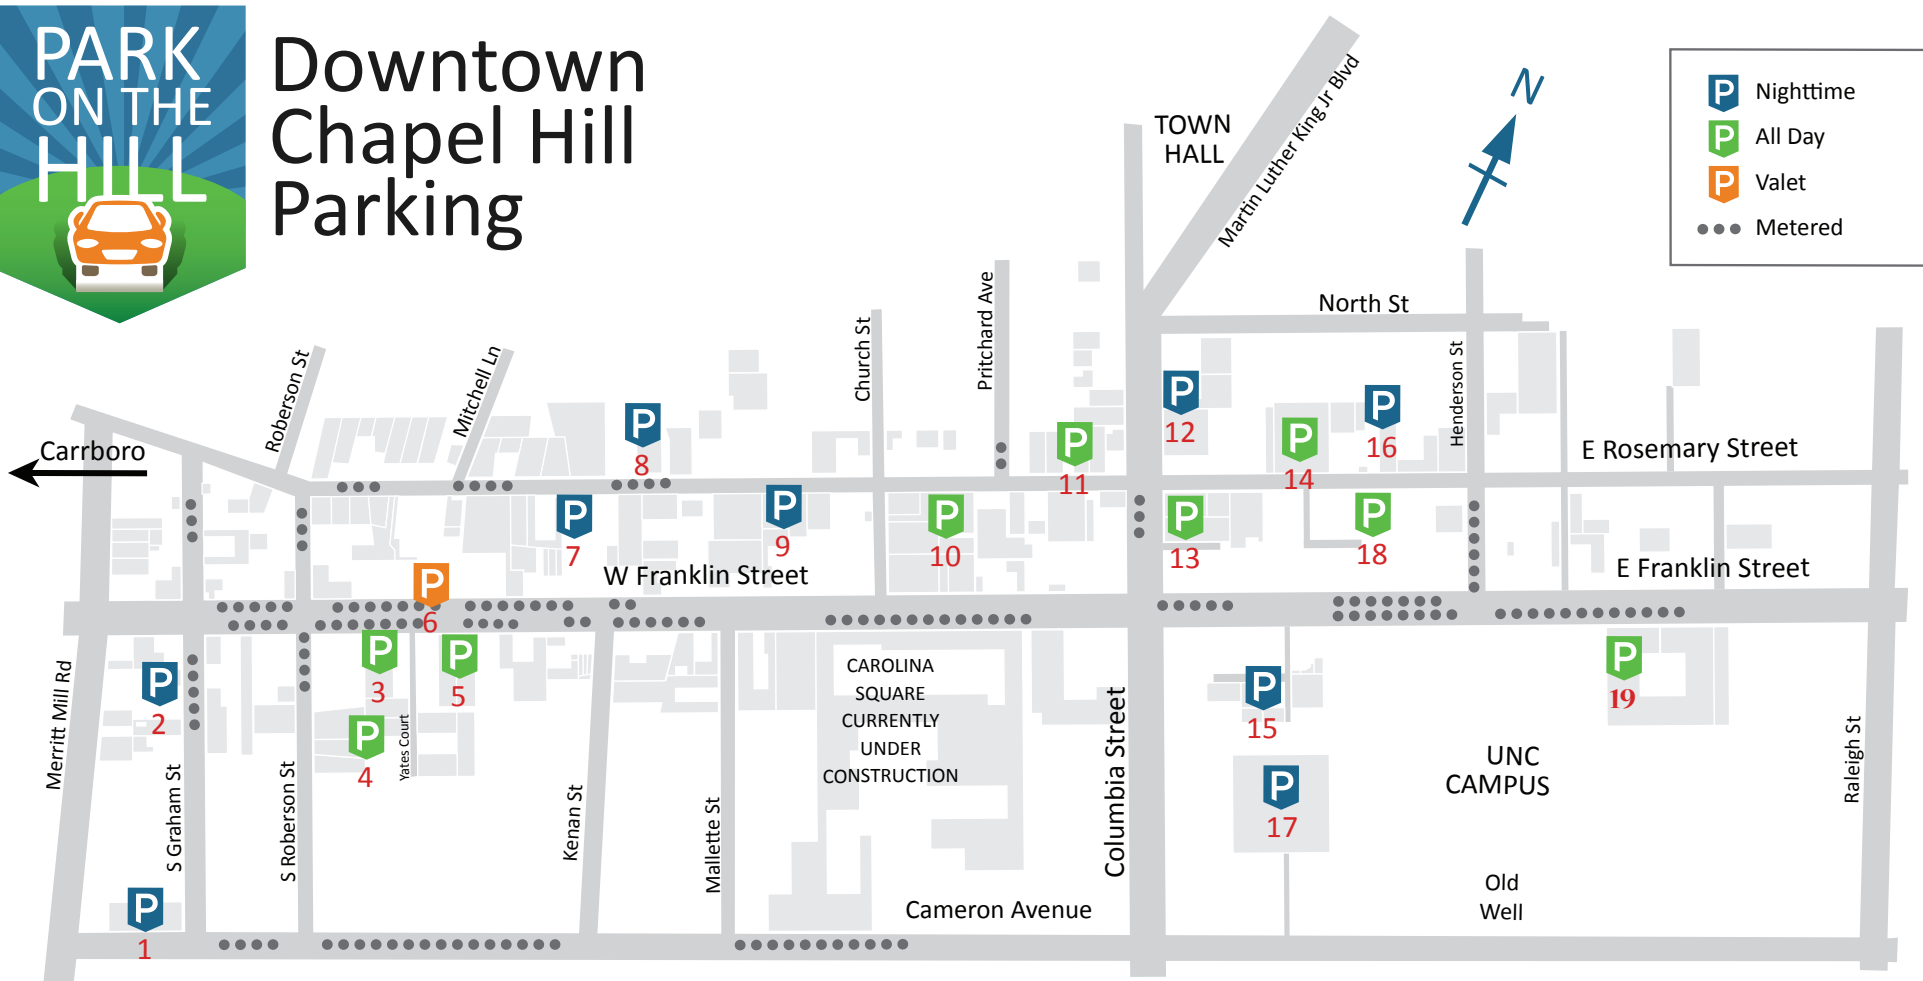 PARK
ON THE
HILL
Downtown
Chapel Hill
Parking
P Nighttime
P All Day
P Valet
Metered
N
TOWN
HALL
Martin Luther King Jr Blvd
North St
Pritchard Ave
Church St
Mitchell Ln
Roberson St
Henderson St
Carrboro
E Rosemary Street
P
8
P
11
P
12
P
14
P
16
P
7
P
9
P
10
P
13
P
18
W Franklin Street
E Franklin Street
P
6
P
2
P
3
P
5
P
4
P
15
P
19
P
17
P
1
Merritt Mill Rd
S Graham St
S Roberson St
Yates Court
Kenan St
Mallette St
CAROLINA
SQUARE
CURRENTLY
UNDER
CONSTRUCTION
Columbia Street
UNC
CAMPUS
Raleigh St
Old
Well
Cameron Avenue